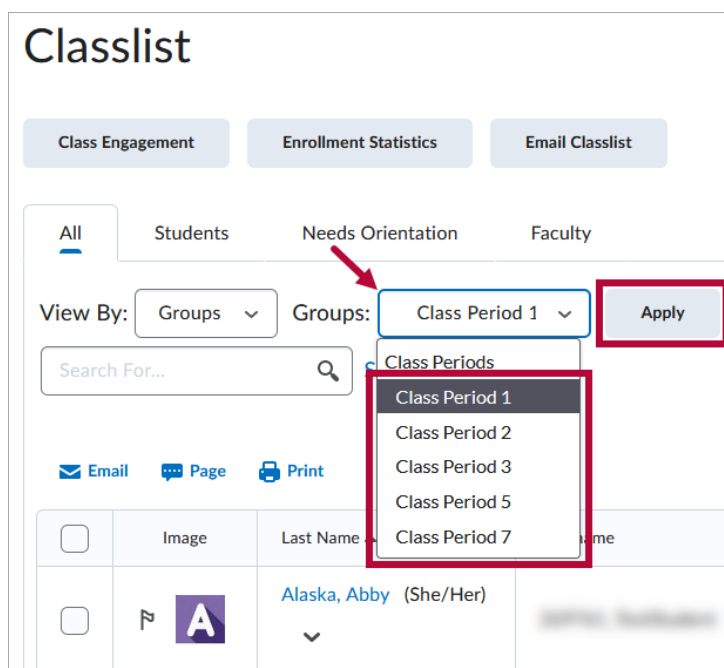 Classlist
Class Engagement Enrollment Statistics Email Classlist
All Students Needs Orientation Faculty
View By: Groups Groups: Class Period 1 Apply
Search For...
Class Periods
Class Period 1
Class Period 2
Class Period 3
Class Period 5
Class Period 7
Email Page Print
Image Last Name
Alaska, Abby (She/Her)
A